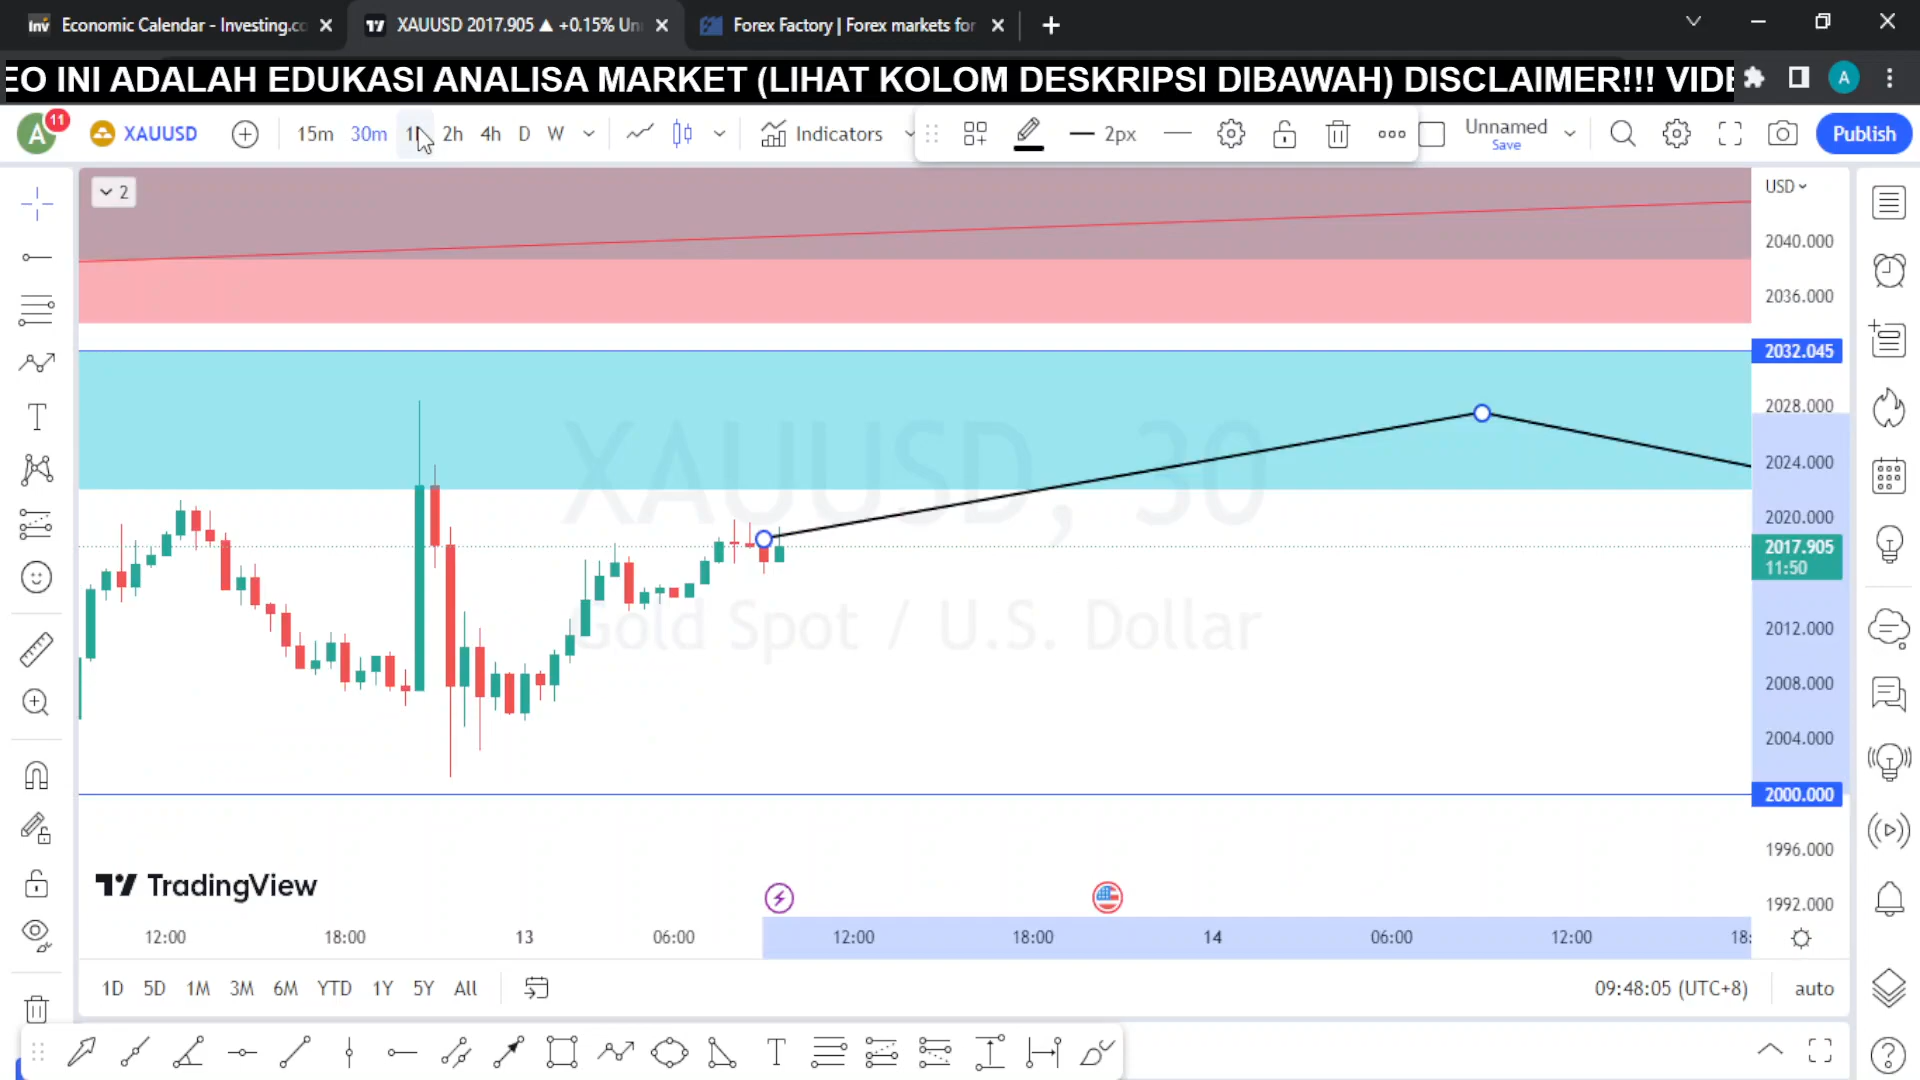 Inv Economic Calendar - Investing.co
XAUUSD 2017.905 ▲ +0.15% Un
Forex Factory | Forex markets for
EO INI ADALAH EDUKASI ANALISA MARKET (LIHAT KOLOM DESKRIPSI DIBAWAH) DISCLAIMER!!! VIDE
A
A
11
XAUUSD
15m 30m 2h 4h D W
Indicators
2px
Unnamed
Save
Publish
2
USD
2040.000
2036.000
2032.045
2028.000
2024.000
2020.000
2017.905
11:50
2012.000
2008.000
2004.000
2000.000
1996.000
1992.000
XAUUSD, 30
Gold Spot / U.S. Dollar
TradingView
12:00 18:00 13 06:00 12:00 18:00 14 06:00 12:00 18:
1D 5D 1M 3M 6M YTD 1Y 5Y All
09:48:05 (UTC+8) auto